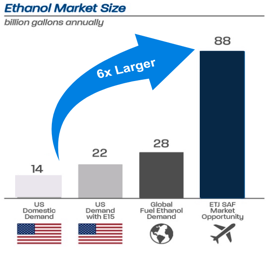 Ethanol Market Size
billion gallons annually
6x Larger
88
28
22
14
US
Domestic
Demand
US
Demand
with E15
Global
Fuel Ethanol
Demand
ETJ SAF
Market
Opportunity